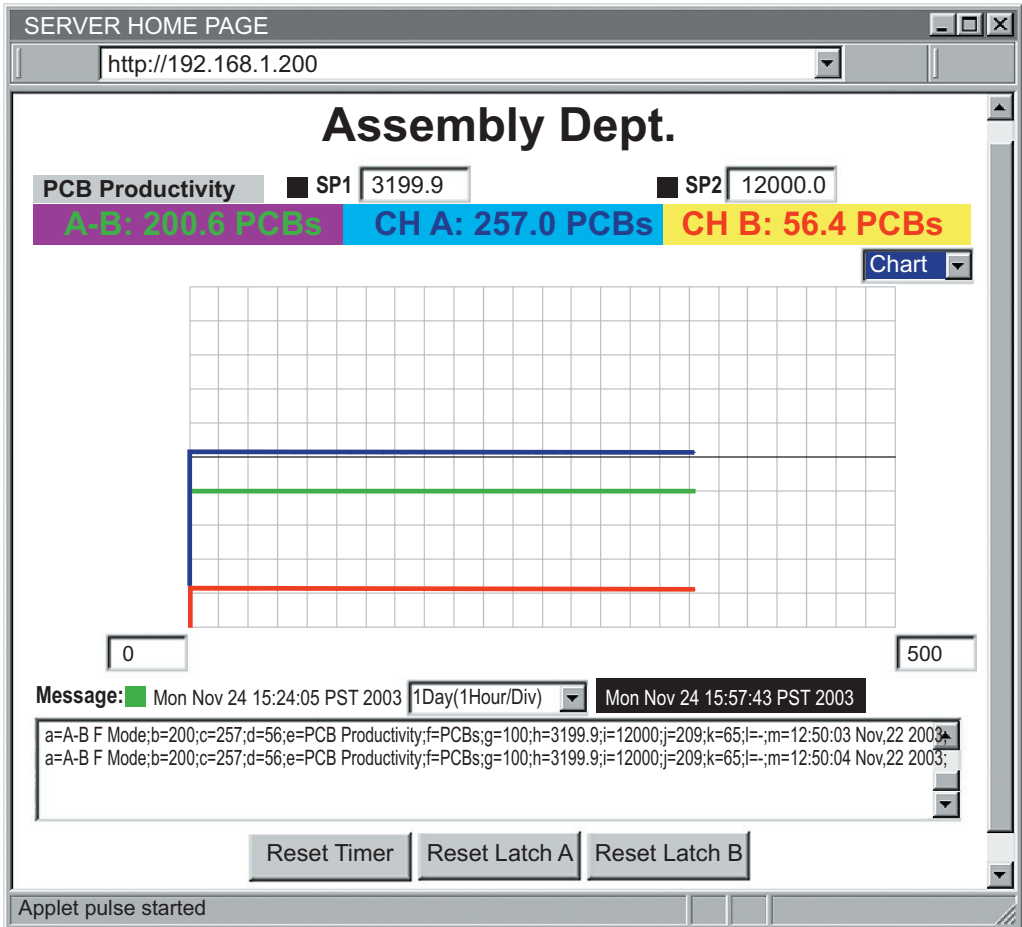 SERVER HOME PAGE
http://192.168.1.200
Assembly Dept.
PCB Productivity SP1 3199.9 SP2 12000.0
A-B: 200.6 PCBs CH A: 257.0 PCBs CH B: 56.4 PCBs
Chart
0 500
Message: Mon Nov 24 15:24:05 PST 2003 1Day(1Hour/Div) Mon Nov 24 15:57:43 PST 2003
a=A-B F Mode;b=200;c=257;d=56;e=PCB Productivity;f=PCBs;g=100;h=3199.9;i=12000;j=209;k=65;l=-;m=12:50:03 Nov,22 2003;
a=A-B F Mode;b=200;c=257;d=56;e=PCB Productivity;f=PCBs;g=100;h=3199.9;i=12000;j=209;k=65;l=-;m=12:50:04 Nov,22 2003;
Reset Timer Reset Latch A Reset Latch B
Applet pulse started